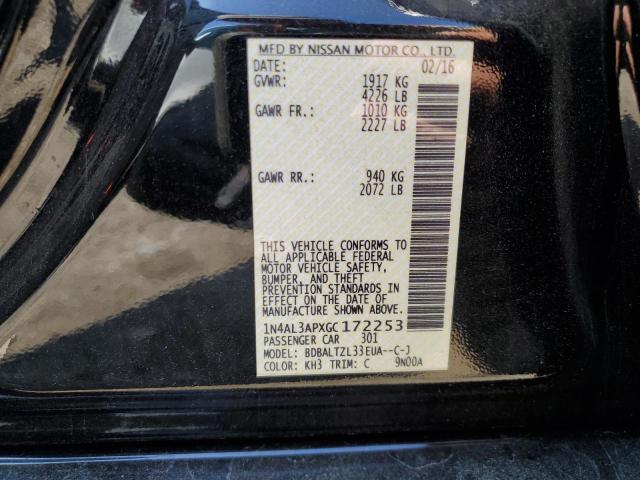 MFD BY NISSAN MOTOR CO., LTD.
DATE: 02/16
GVWR: 1917 KG
4226 LB
GAWR FR.: 1010 KG
2227 LB
GAWR RR.: 940 KG
2072 LB
THIS VEHICLE CONFORMS TO
ALL APPLICABLE FEDERAL
MOTOR VEHICLE SAFETY,
BUMPER, AND THEFT
PREVENTION STANDARDS IN
EFFECT ON THE DATE OF
MANUFACTURE SHOWN ABOVE.
1N4AL3APXGC172253
PASSENGER CAR 301
MODEL: BDBALTZL33EUA--C-J
COLOR: KH3 TRIM: C 9N00A